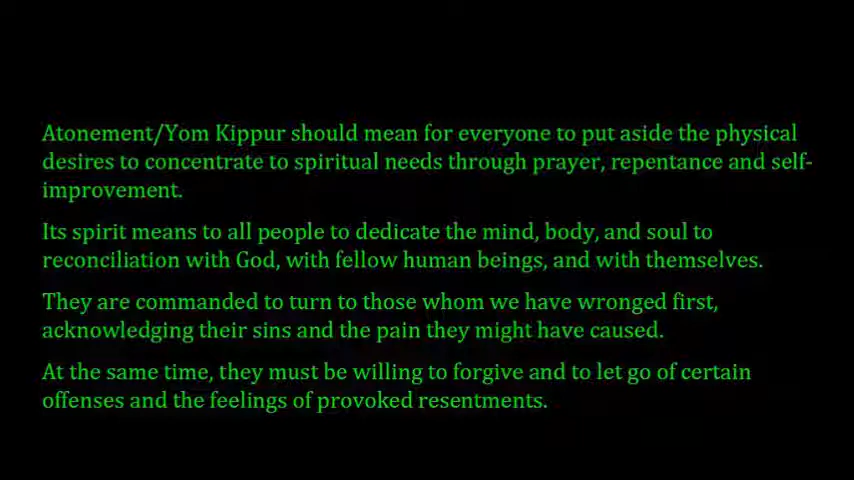 Atonement/Yom Kippur should mean for everyone to put aside the physical
desires to concentrate to spiritual needs through prayer, repentance and self-
improvement.
Its spirit means to all people to dedicate the mind, body, and soul to
reconciliation with God, with fellow human beings, and with themselves.
They are commanded to turn to those whom we have wronged first,
acknowledging their sins and the pain they might have caused.
At the same time, they must be willing to forgive and to let go of certain
offenses and the feelings of provoked resentments.